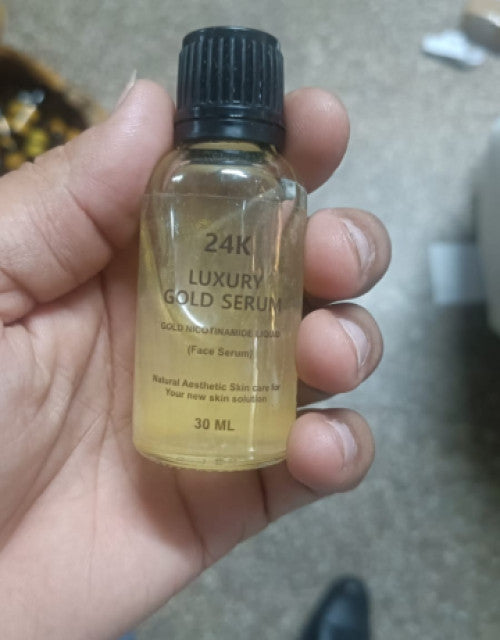 24K
LUXURY
GOLD SERUM
GOLD NICOTINAMIDE LIQUID
(Face Serum)
Natural Aesthetic Skin care for
Your new skin solution
30 ML